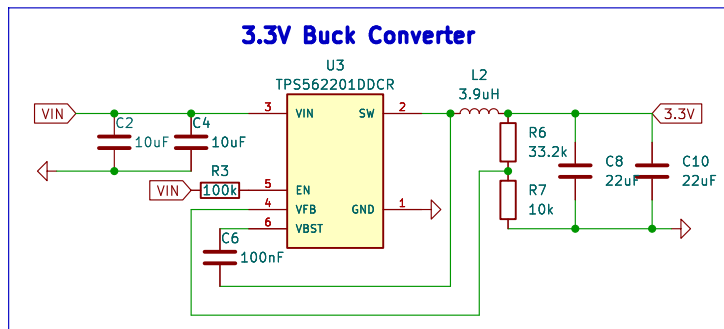 3.3V Buck Converter
U3
TPS562201DDCR
L2
3.9uH
VIN
3
VIN
SW
2
3.3V
C2
10uF
C4
10uF
R6
33.2k
C8
22uF
C10
22uF
R3
100k
VIN
5
EN
4
VFB
GND
1
R7
10k
6
VBST
C6
100nF